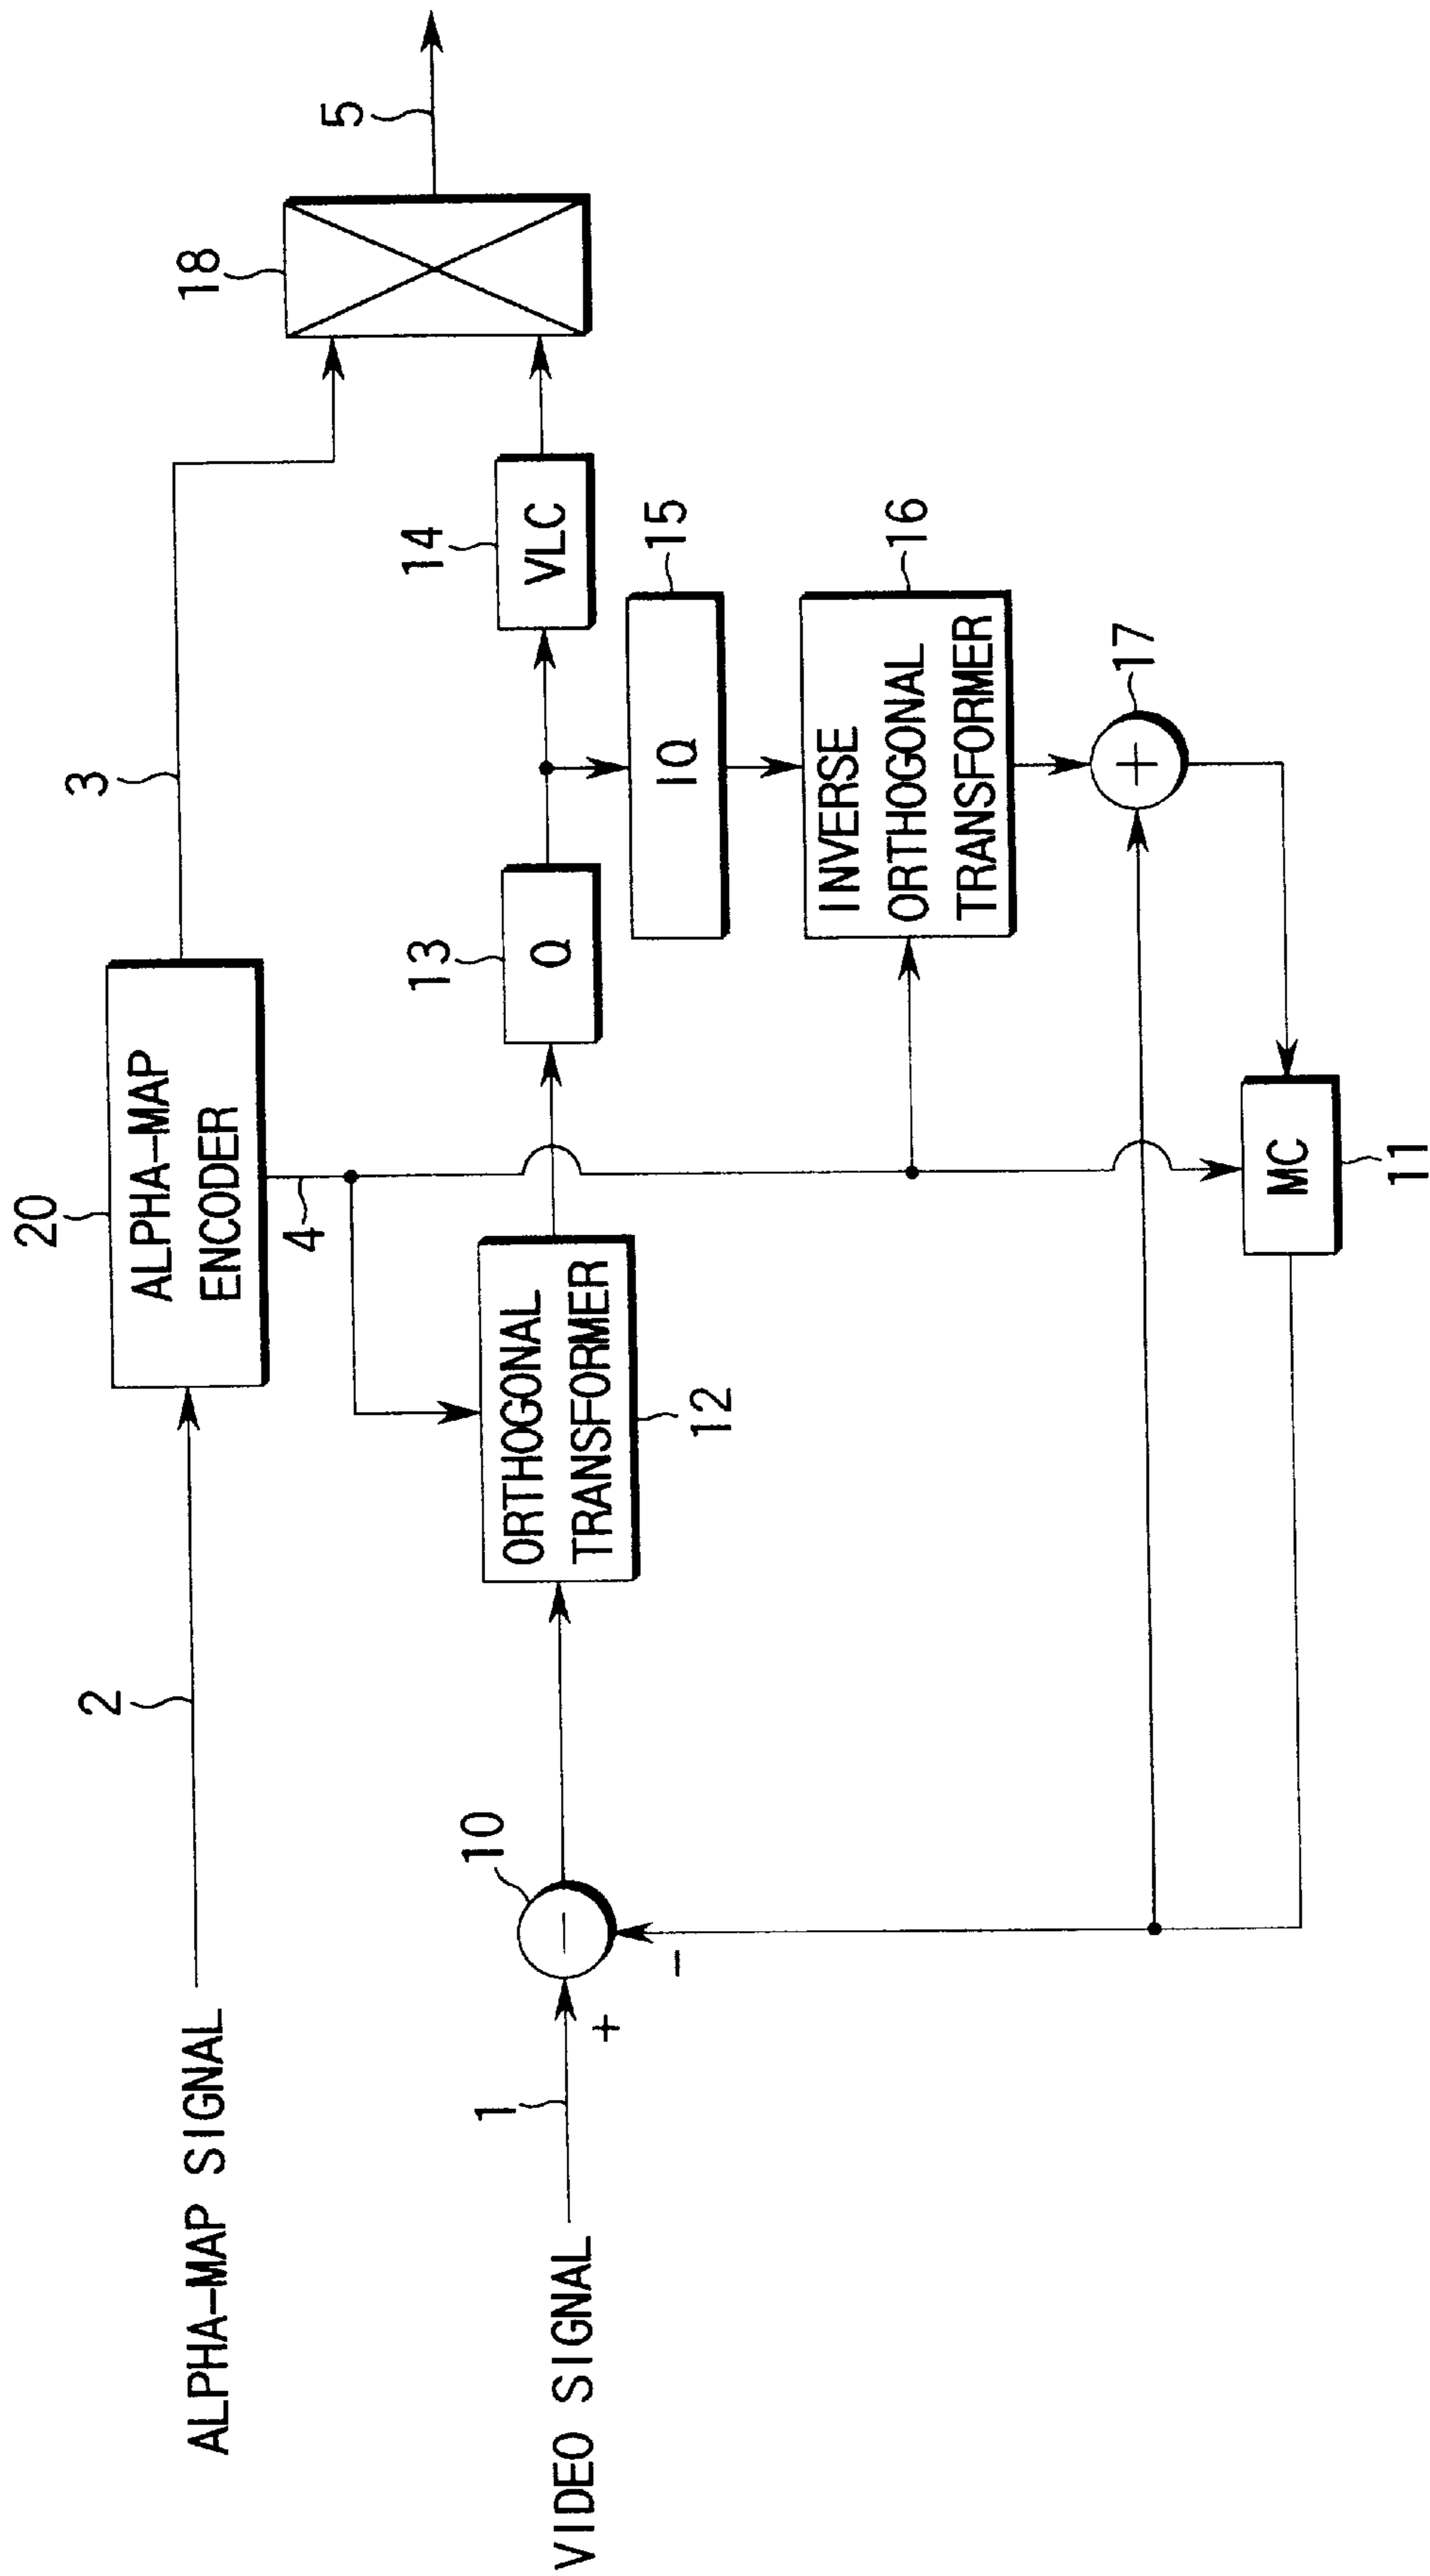 ALPHA-MAP SIGNAL
2
20
ALPHA-MAP
ENCODER
3
4
18
5
VIDEO SIGNAL
1
+
-
10
-
ORTHOGONAL
TRANSFORMER
12
13
Q
14
VLC
15
IQ
16
INVERSE
ORTHOGONAL
TRANSFORMER
17
+
MC
11